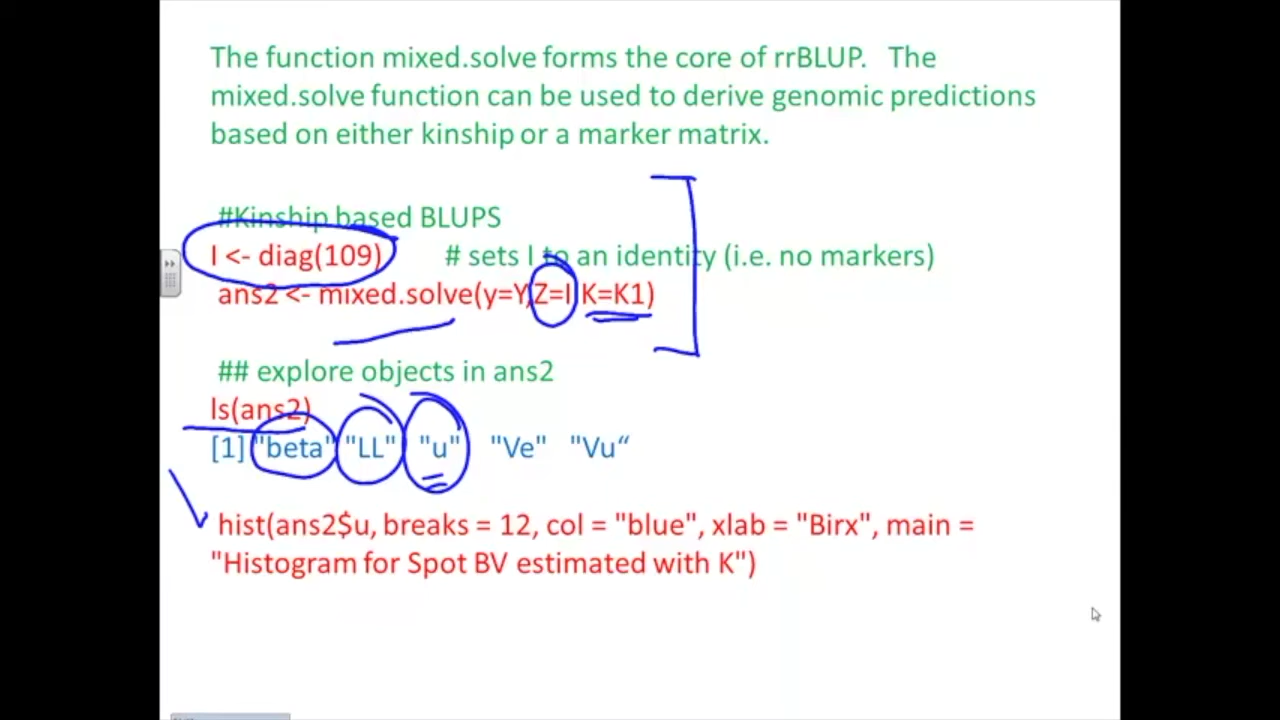 The function mixed.solve forms the core of rrBLUP. The
mixed.solve function can be used to derive genomic predictions
based on either kinship or a marker matrix.
#Kinship based BLUPS
I <- diag(109) # sets I to an identity (i.e. no markers)
ans2 <- mixed.solve(y=Y,Z=I,K=K1)
## explore objects in ans2
ls(ans2)
[1] "beta" "LL" "u" "Ve" "Vu“
hist(ans2$u, breaks = 12, col = "blue", xlab = "Birx", main =
"Histogram for Spot BV estimated with K")